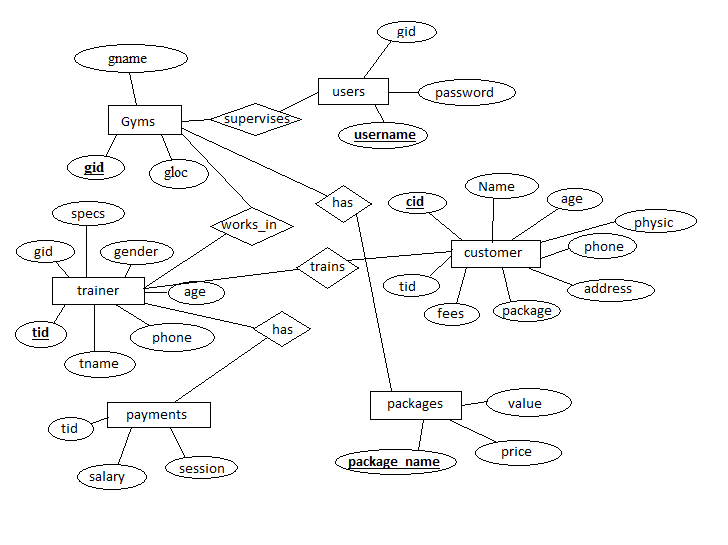 gid
gname
users
password
Gyms
supervises
username
gid
gloc
Name
cid
age
has
specs
physic
works_in
gid
gender
phone
customer
trains
tid
trainer
age
address
fees
package
tid
has
phone
tname
value
packages
payments
tid
price
package_name
session
salary